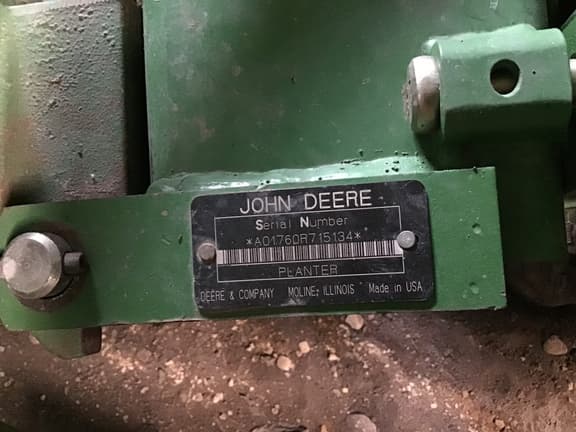 JOHN DEERE
Serial Number
*A01760R715134*
PLANTER
DEERE & COMPANY MOLINE, ILLINOIS Made in USA